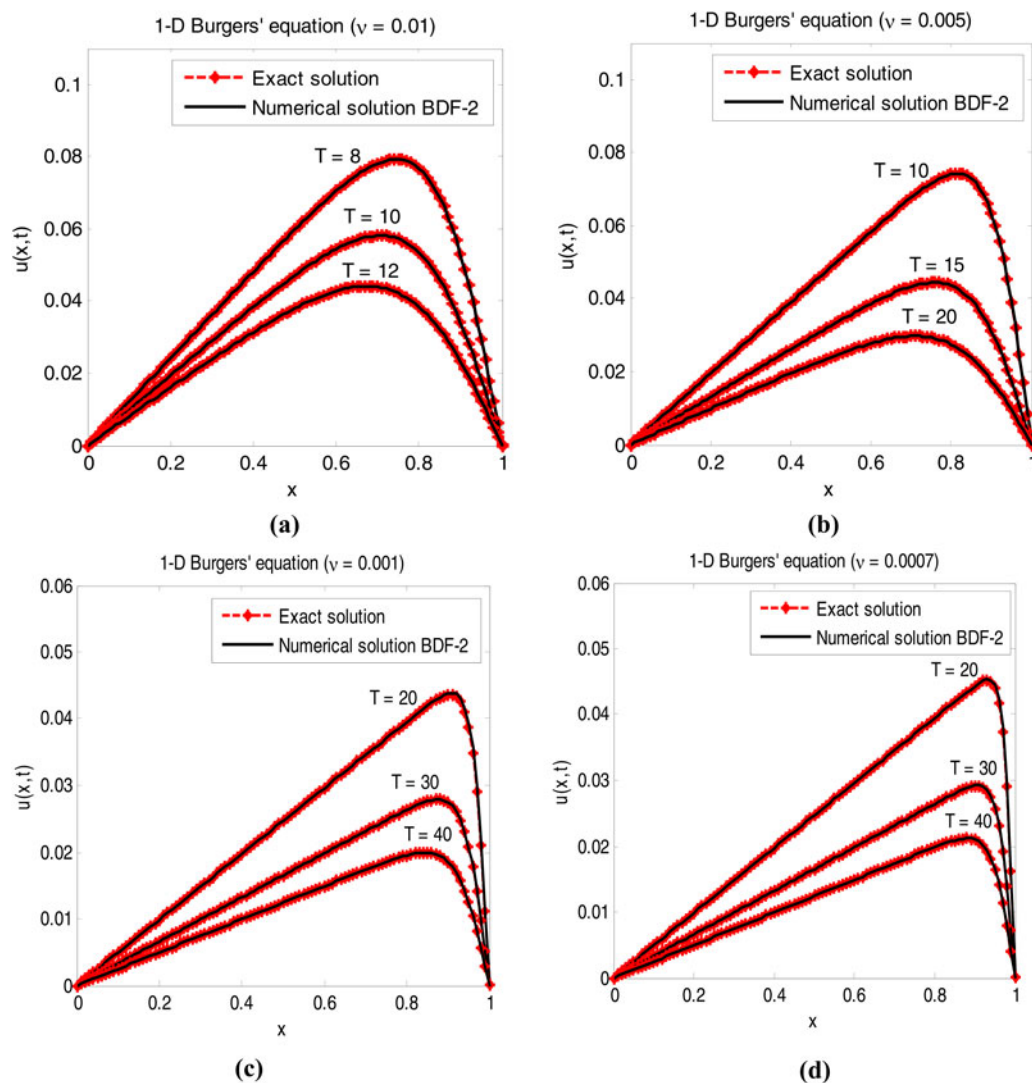 1-D Burgers' equation (ν = 0.01)
Exact solution
Numerical solution BDF-2
0.1
0.08
0.06
0.04
0.02
0
u(x,t)
T = 8
T = 10
T = 12
0 0.2 0.4 0.6 0.8 1
x
(a)
1-D Burgers' equation (ν = 0.005)
Exact solution
Numerical solution BDF-2
0.1
0.08
0.06
0.04
0.02
0
u(x,t)
T = 10
T = 15
T = 20
0 0.2 0.4 0.6 0.8 1
x
(b)
1-D Burgers' equation (ν = 0.001)
Exact solution
Numerical solution BDF-2
0.06
0.05
0.04
0.03
0.02
0.01
0
u(x,t)
T = 20
T = 30
T = 40
0 0.2 0.4 0.6 0.8 1
x
(c)
1-D Burgers' equation (ν = 0.0007)
Exact solution
Numerical solution BDF-2
0.06
0.05
0.04
0.03
0.02
0.01
0
u(x,t)
T = 20
T = 30
T = 40
0 0.2 0.4 0.6 0.8 1
x
(d)